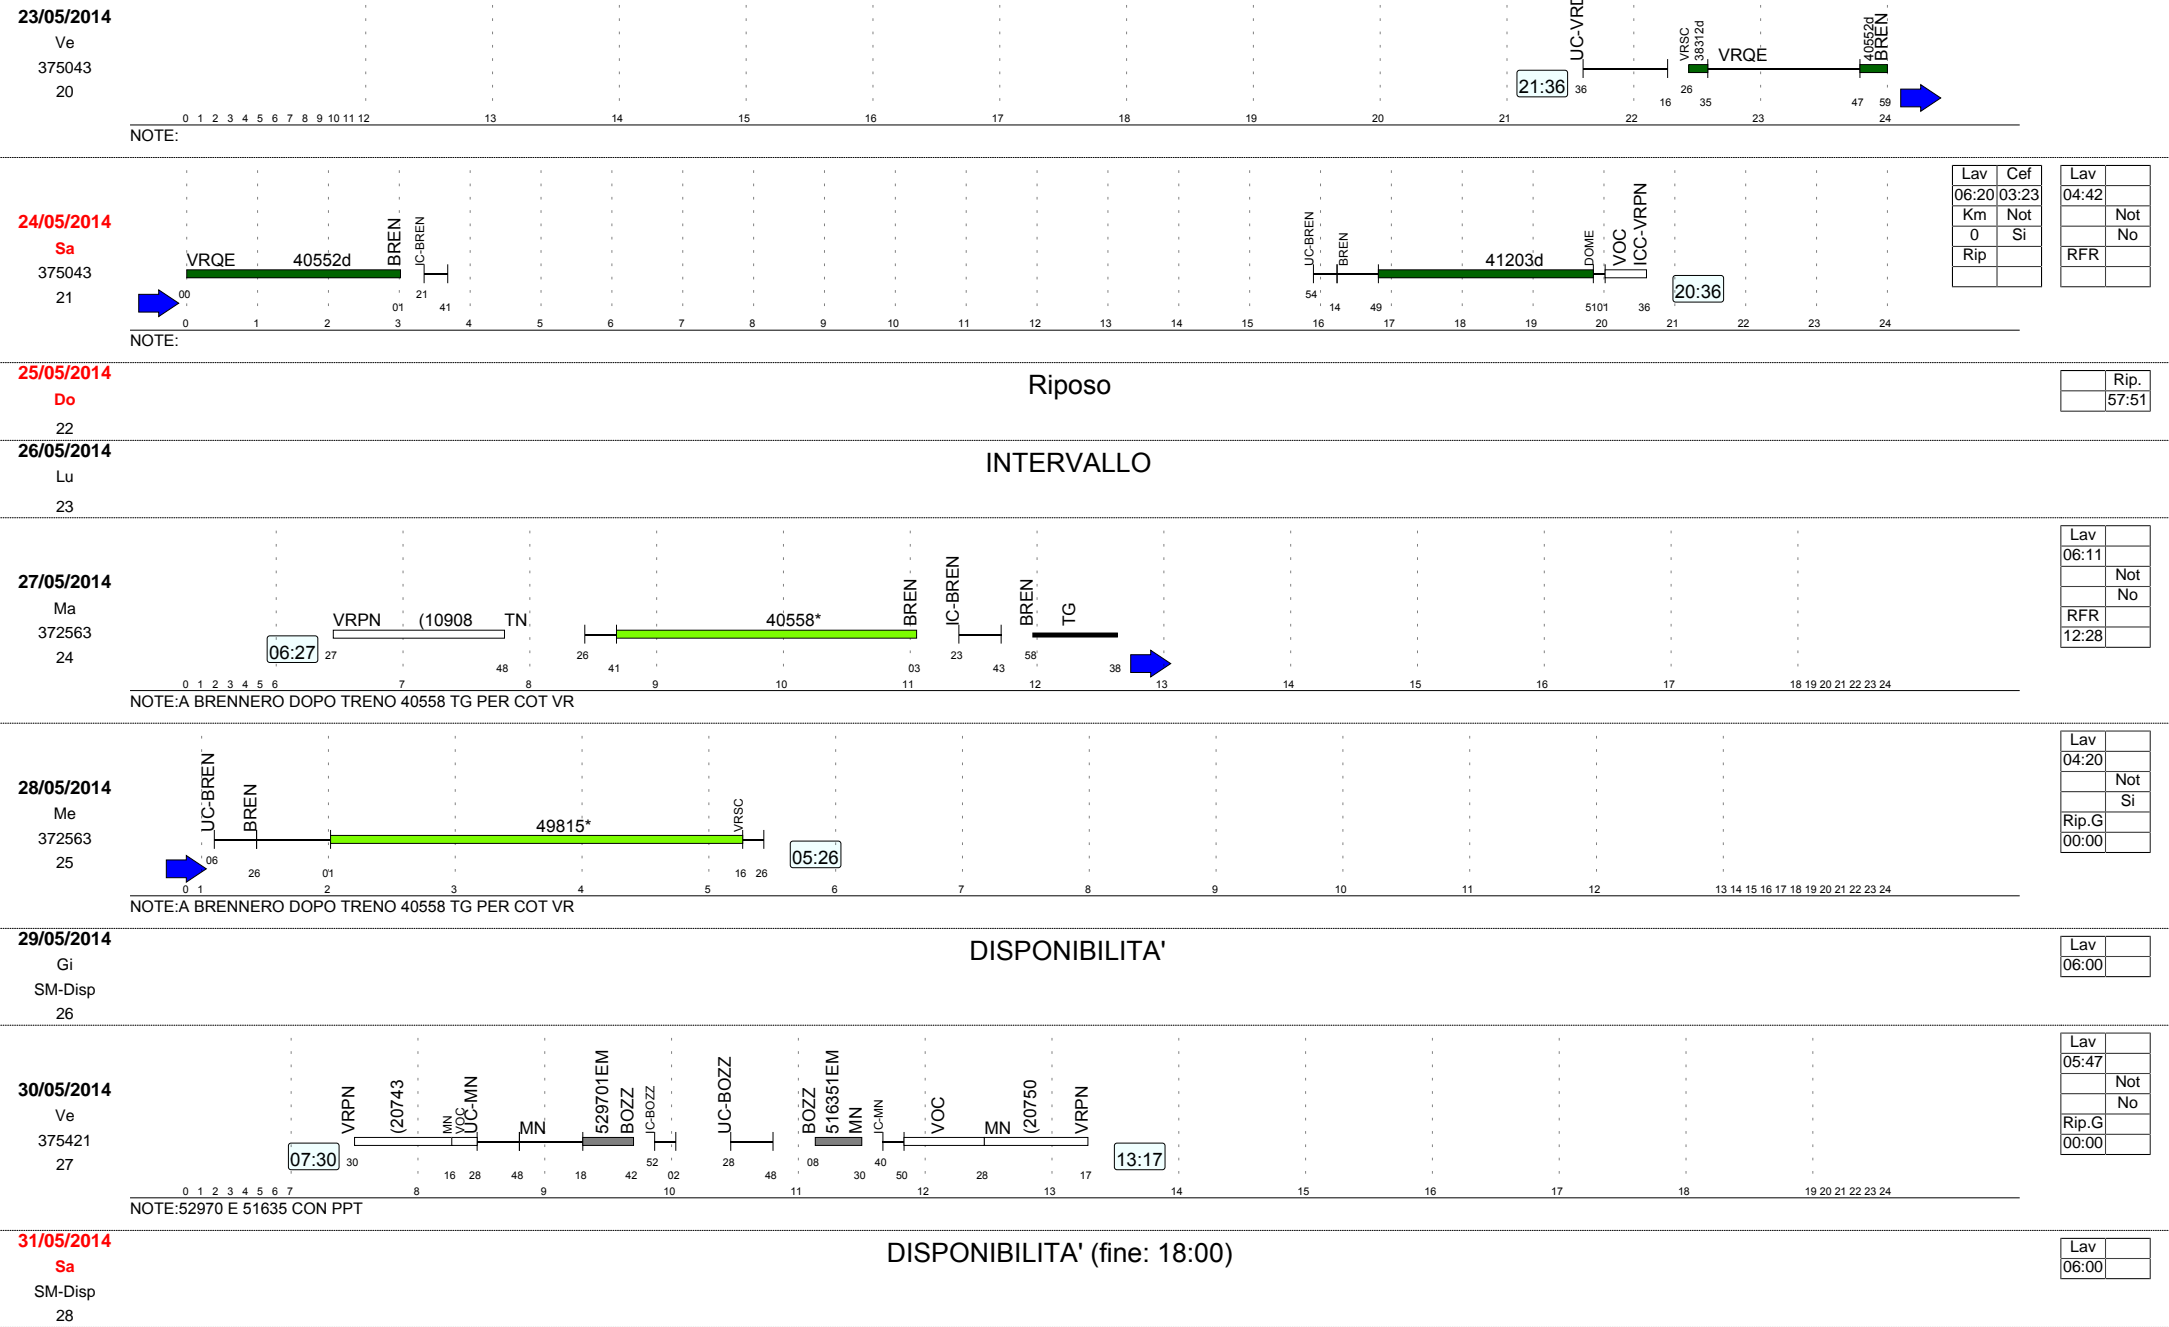 23/05/2014
Ve
375043
20
21:36
UC-VRD
VRSC
38312d
VRQE
40552d
BREN
36 16 26 35 47 59
0 1 2 3 4 5 6 7 8 9 10 11 12 13 14 15 16 17 18 19 20 21 22 23 24
NOTE:
24/05/2014
Sa
375043
21
VRQE 40552d BREN IC-BREN
UC-BREN BREN 41203d DOME VOC ICC-VRPN
20:36
00 01 21 41 54 14 49 51 01 36
0 1 2 3 4 5 6 7 8 9 10 11 12 13 14 15 16 17 18 19 20 21 22 23 24
NOTE:
Lav Cef
06:20 03:23
Km Not
0 Si
Rip
Lav
04:42
Not
No
RFR
25/05/2014
Do
22
Riposo
Rip.
57:51
26/05/2014
Lu
23
INTERVALLO
27/05/2014
Ma
372563
24
06:27
VRPN (10908 TN 40558* BREN IC-BREN BREN TG
27 48 26 41 03 23 43 58 38
0 1 2 3 4 5 6 7 8 9 10 11 12 13 14 15 16 17 18 19 20 21 22 23 24
NOTE:A BRENNERO DOPO TRENO 40558 TG PER COT VR
Lav
06:11
Not
No
RFR
12:28
28/05/2014
Me
372563
25
UC-BREN BREN 49815* VRSC
05:26
06 26 01 16 26
0 1 2 3 4 5 6 7 8 9 10 11 12 13 14 15 16 17 18 19 20 21 22 23 24
NOTE:A BRENNERO DOPO TRENO 40558 TG PER COT VR
Lav
04:20
Not
Si
Rip.G
00:00
29/05/2014
Gi
SM-Disp
26
DISPONIBILITA'
Lav
06:00
30/05/2014
Ve
375421
27
07:30
VRPN (20743 MN VOC UC-MN MN 529701EM BOZZ IC-BOZZ UC-BOZZ BOZZ 516351EM MN IC-MN VOC MN (20750 VRPN
13:17
30 16 28 48 18 42 52 02 28 48 08 30 40 50 28 17
0 1 2 3 4 5 6 7 8 9 10 11 12 13 14 15 16 17 18 19 20 21 22 23 24
NOTE:52970 E 51635 CON PPT
Lav
05:47
Not
No
Rip.G
00:00
31/05/2014
Sa
SM-Disp
28
DISPONIBILITA' (fine: 18:00)
Lav
06:00